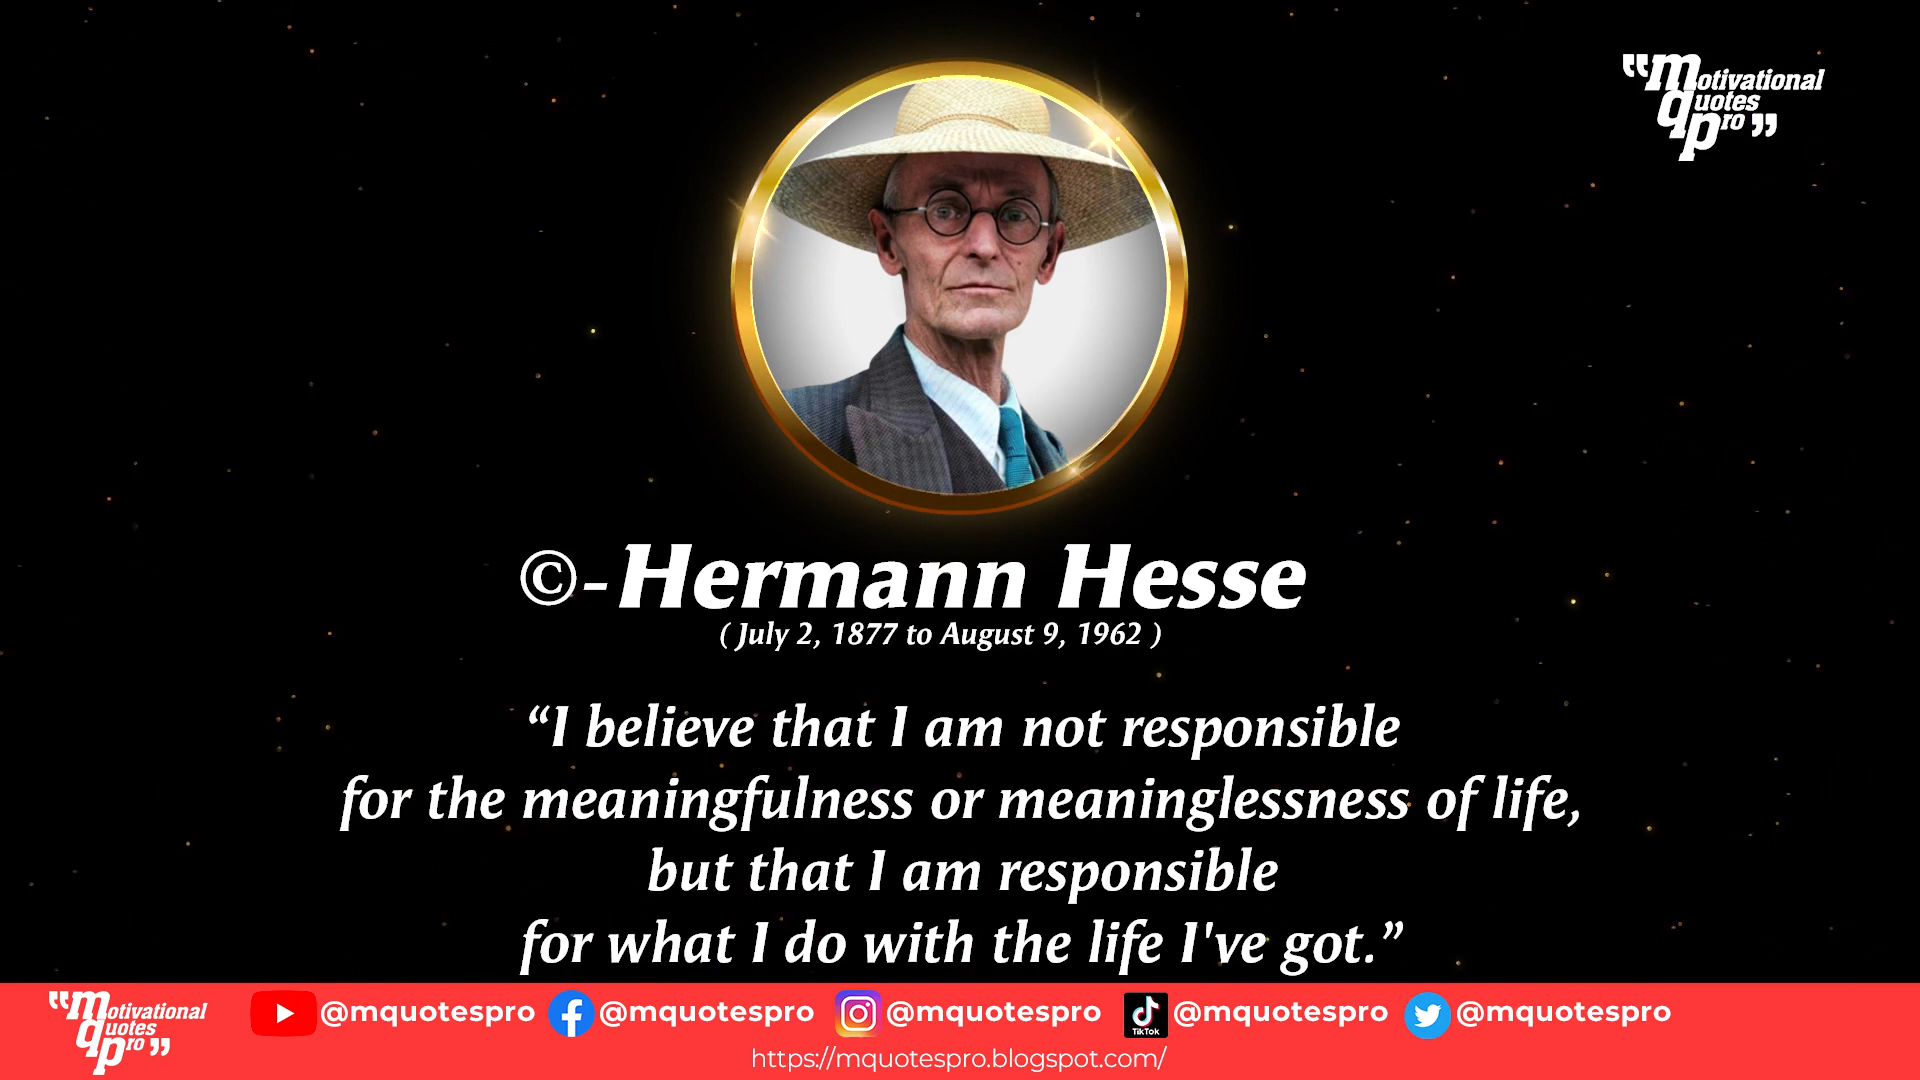 “Motivational
Quotes
Pro”
©-Hermann Hesse
( July 2, 1877 to August 9, 1962 )
“I believe that I am not responsible
for the meaningfulness or meaninglessness of life,
but that I am responsible
for what I do with the life I've got.”
“Motivational
Quotes
Pro”
@mquotespro @mquotespro @mquotespro TikTok @mquotespro @mquotespro
https://mquotespro.blogspot.com/